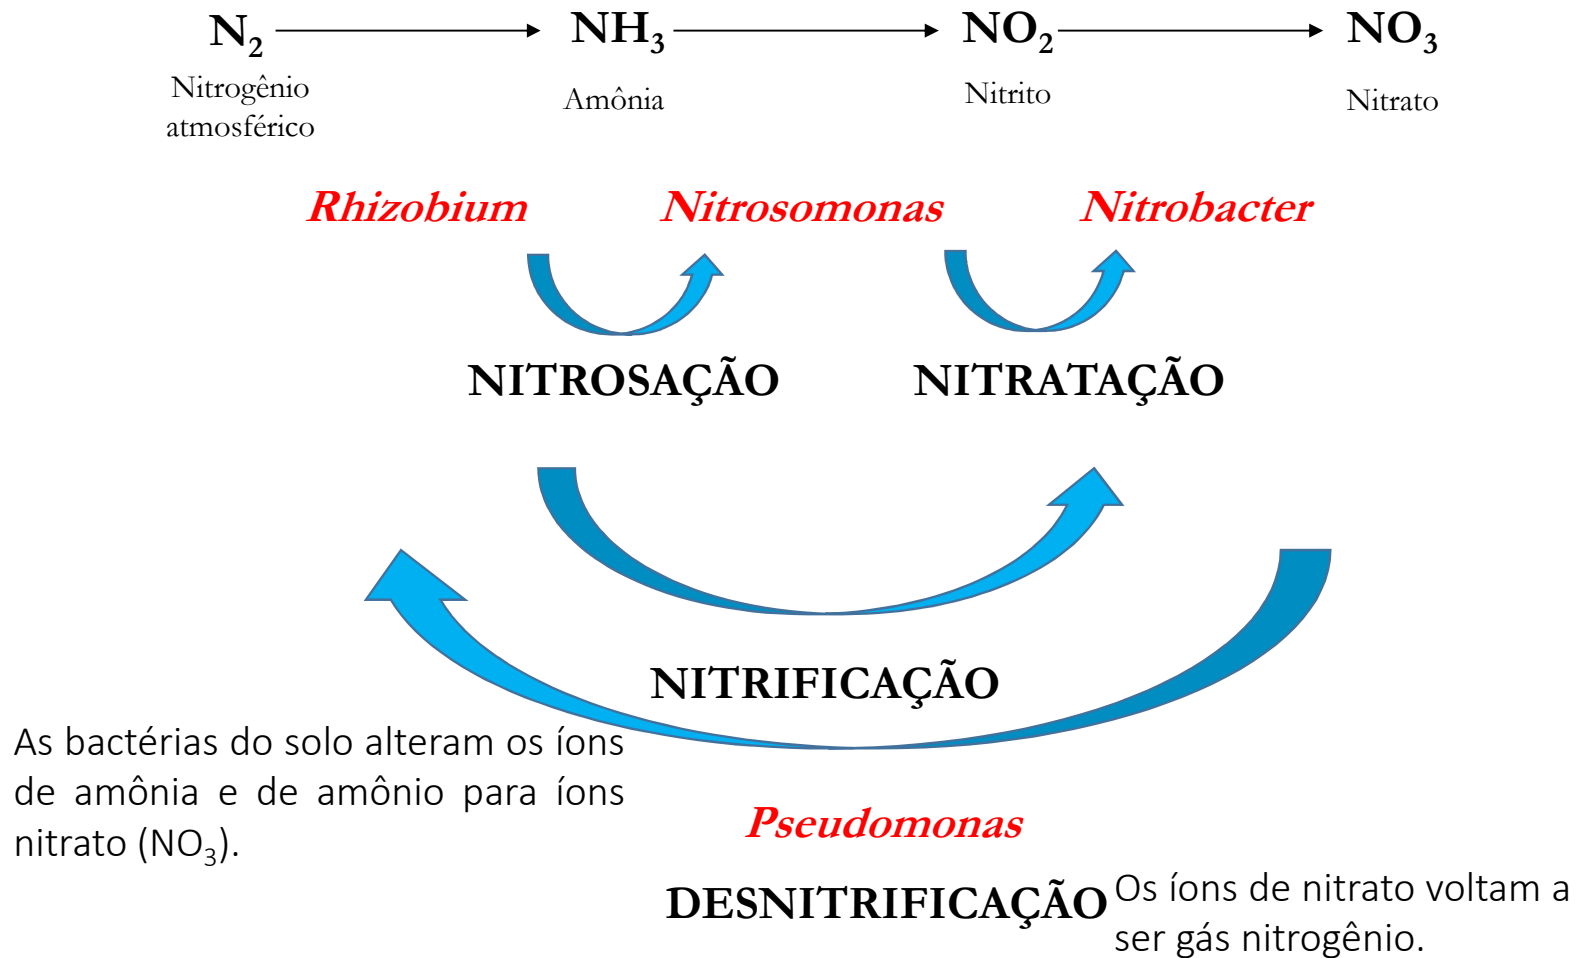 N₂ NH₃ NO₂ NO₃
Nitrogênio
atmosférico
Amônia
Nitrito
Nitrato
Rhizobium Nitrosomonas Nitrobacter
NITROSAÇÃO NITRATAÇÃO
NITRIFICAÇÃO
As bactérias do solo alteram os íons
de amônia e de amônio para íons
nitrato (NO₃).
Pseudomonas
DESNITRIFICAÇÃO
Os íons de nitrato voltam a
ser gás nitrogênio.